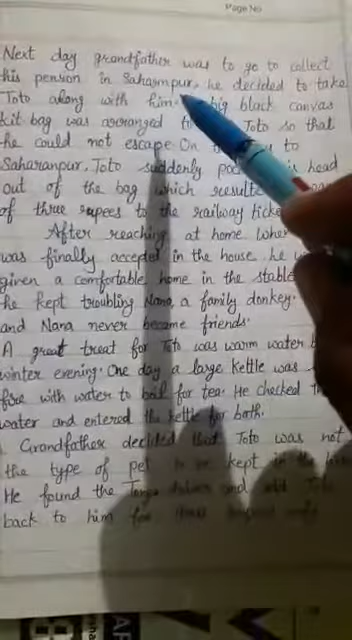 Page No
Next day grandfather was to go to collect
his pension in Saharnpur, he decided to take
Toto along with him. big black canvas
kit bag was arranged Toto so that
he could not escape. On to
Saharanpur, Toto suddenly head
out of the bag which
of three rupees to the railway
After reaching at home
was finally accepted in the house. he
given a comfortable home in the stable
he kept troubling Nana, a family donkey.
and Nana never became friends.
A great treat for Toto was warm water
winter evening. One day a large kettle was
fire with water to boil for tea. He checked
water and entered the kettle for bath.
Grandfather decided that Toto was not
the type of pet to be kept in the
He found the Tonga driver and sold Toto
back to him for